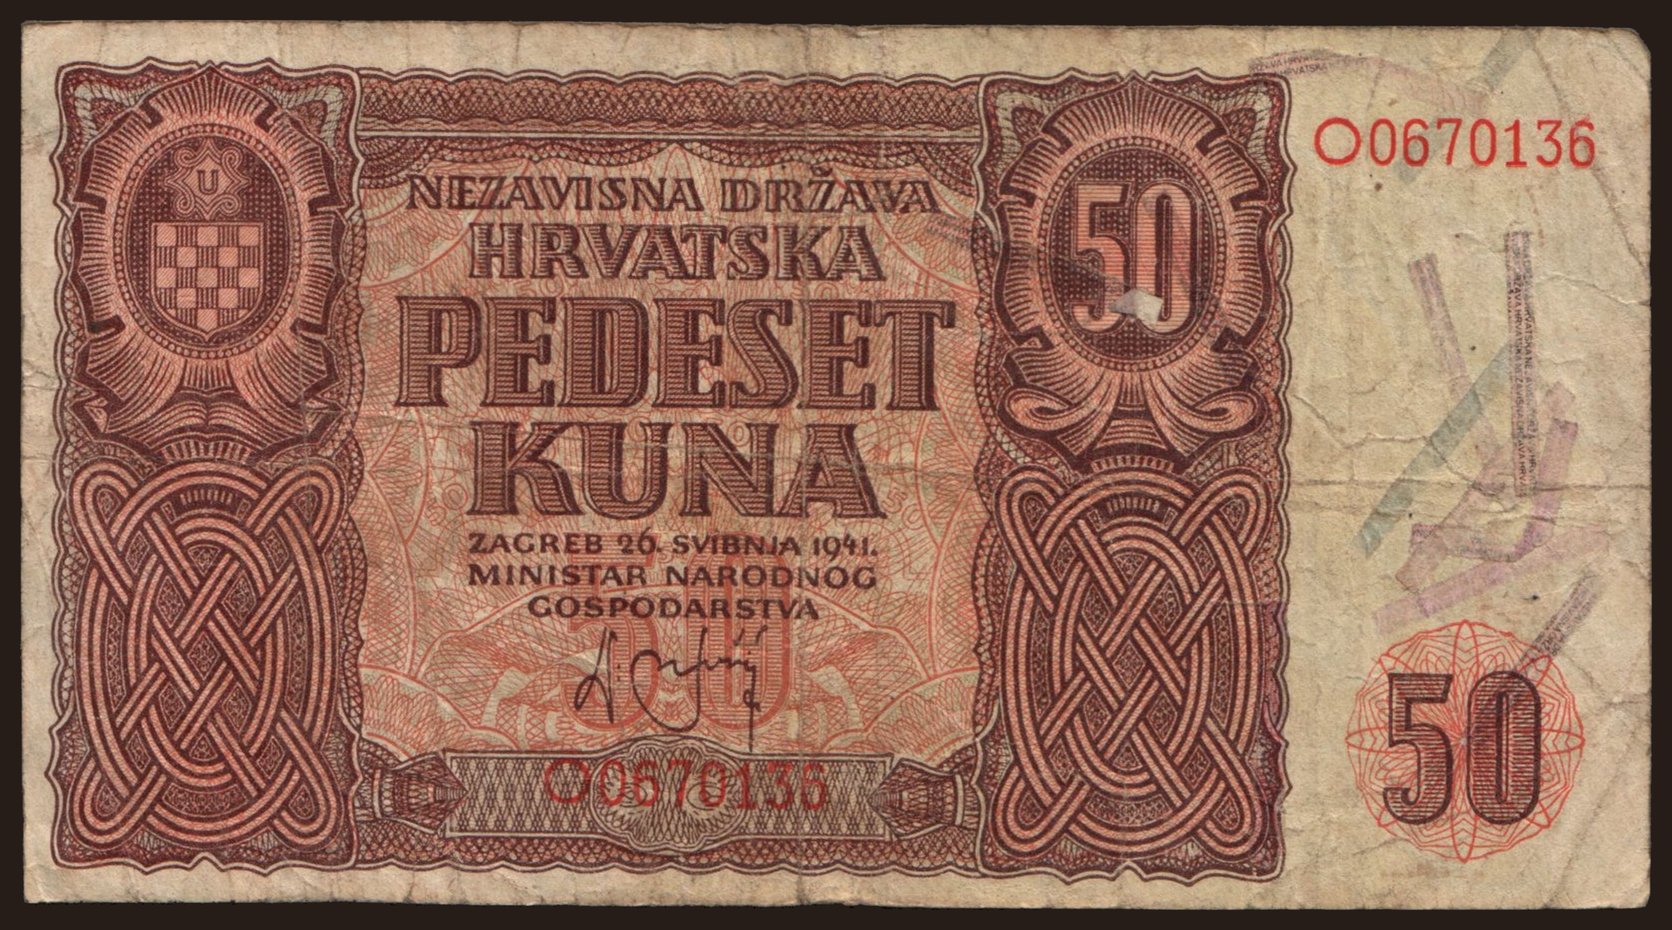 U
NEZAVISNA DRŽAVA
HRVATSKA
PEDESET
KUNA
ZAGREB 26. SVIBNJA 1941.
MINISTAR NARODNOG
GOSPODARSTVA
50
O0670136
50
O0670136
50